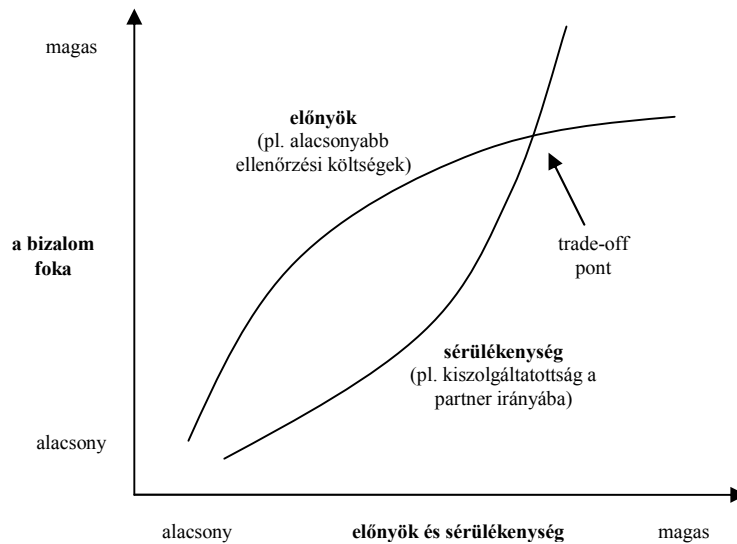 magas
előnyök
(pl. alacsonyabb
ellenőrzési költségek)
a bizalom
foka
trade-off
pont
sérülékenység
(pl. kiszolgáltatottság a
partner irányába)
alacsony
alacsony
előnyök és sérülékenység
magas